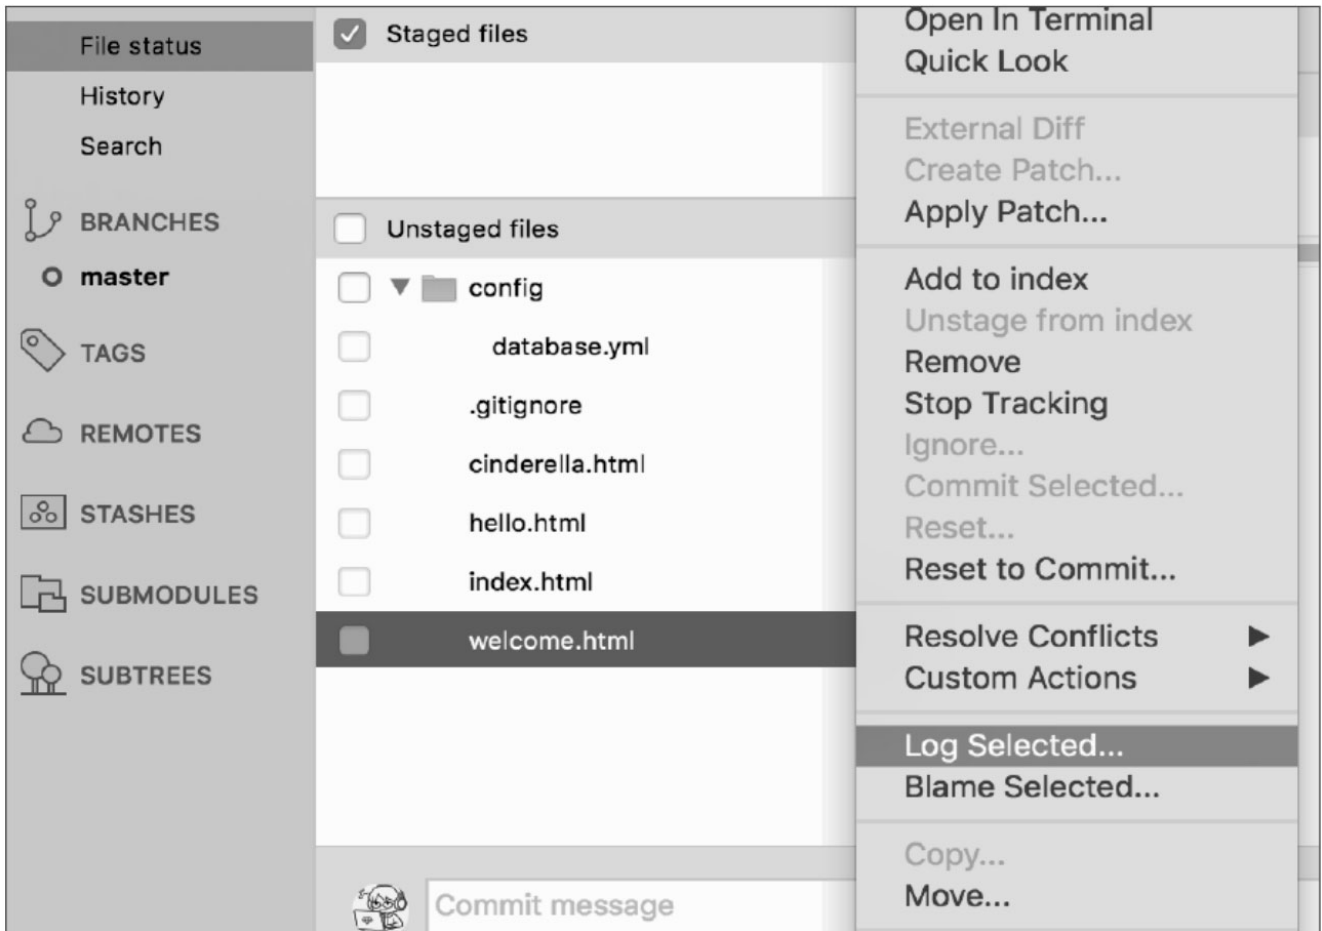 File status
History
Search
BRANCHES
master
TAGS
REMOTES
STASHES
SUBMODULES
SUBTREES
Staged files
Unstaged files
config
database.yml
.gitignore
cinderella.html
hello.html
index.html
welcome.html
Commit message
Open In Terminal
Quick Look
External Diff
Create Patch...
Apply Patch...
Add to index
Unstage from index
Remove
Stop Tracking
Ignore...
Commit Selected...
Reset...
Reset to Commit...
Resolve Conflicts
Custom Actions
Log Selected...
Blame Selected...
Copy...
Move...